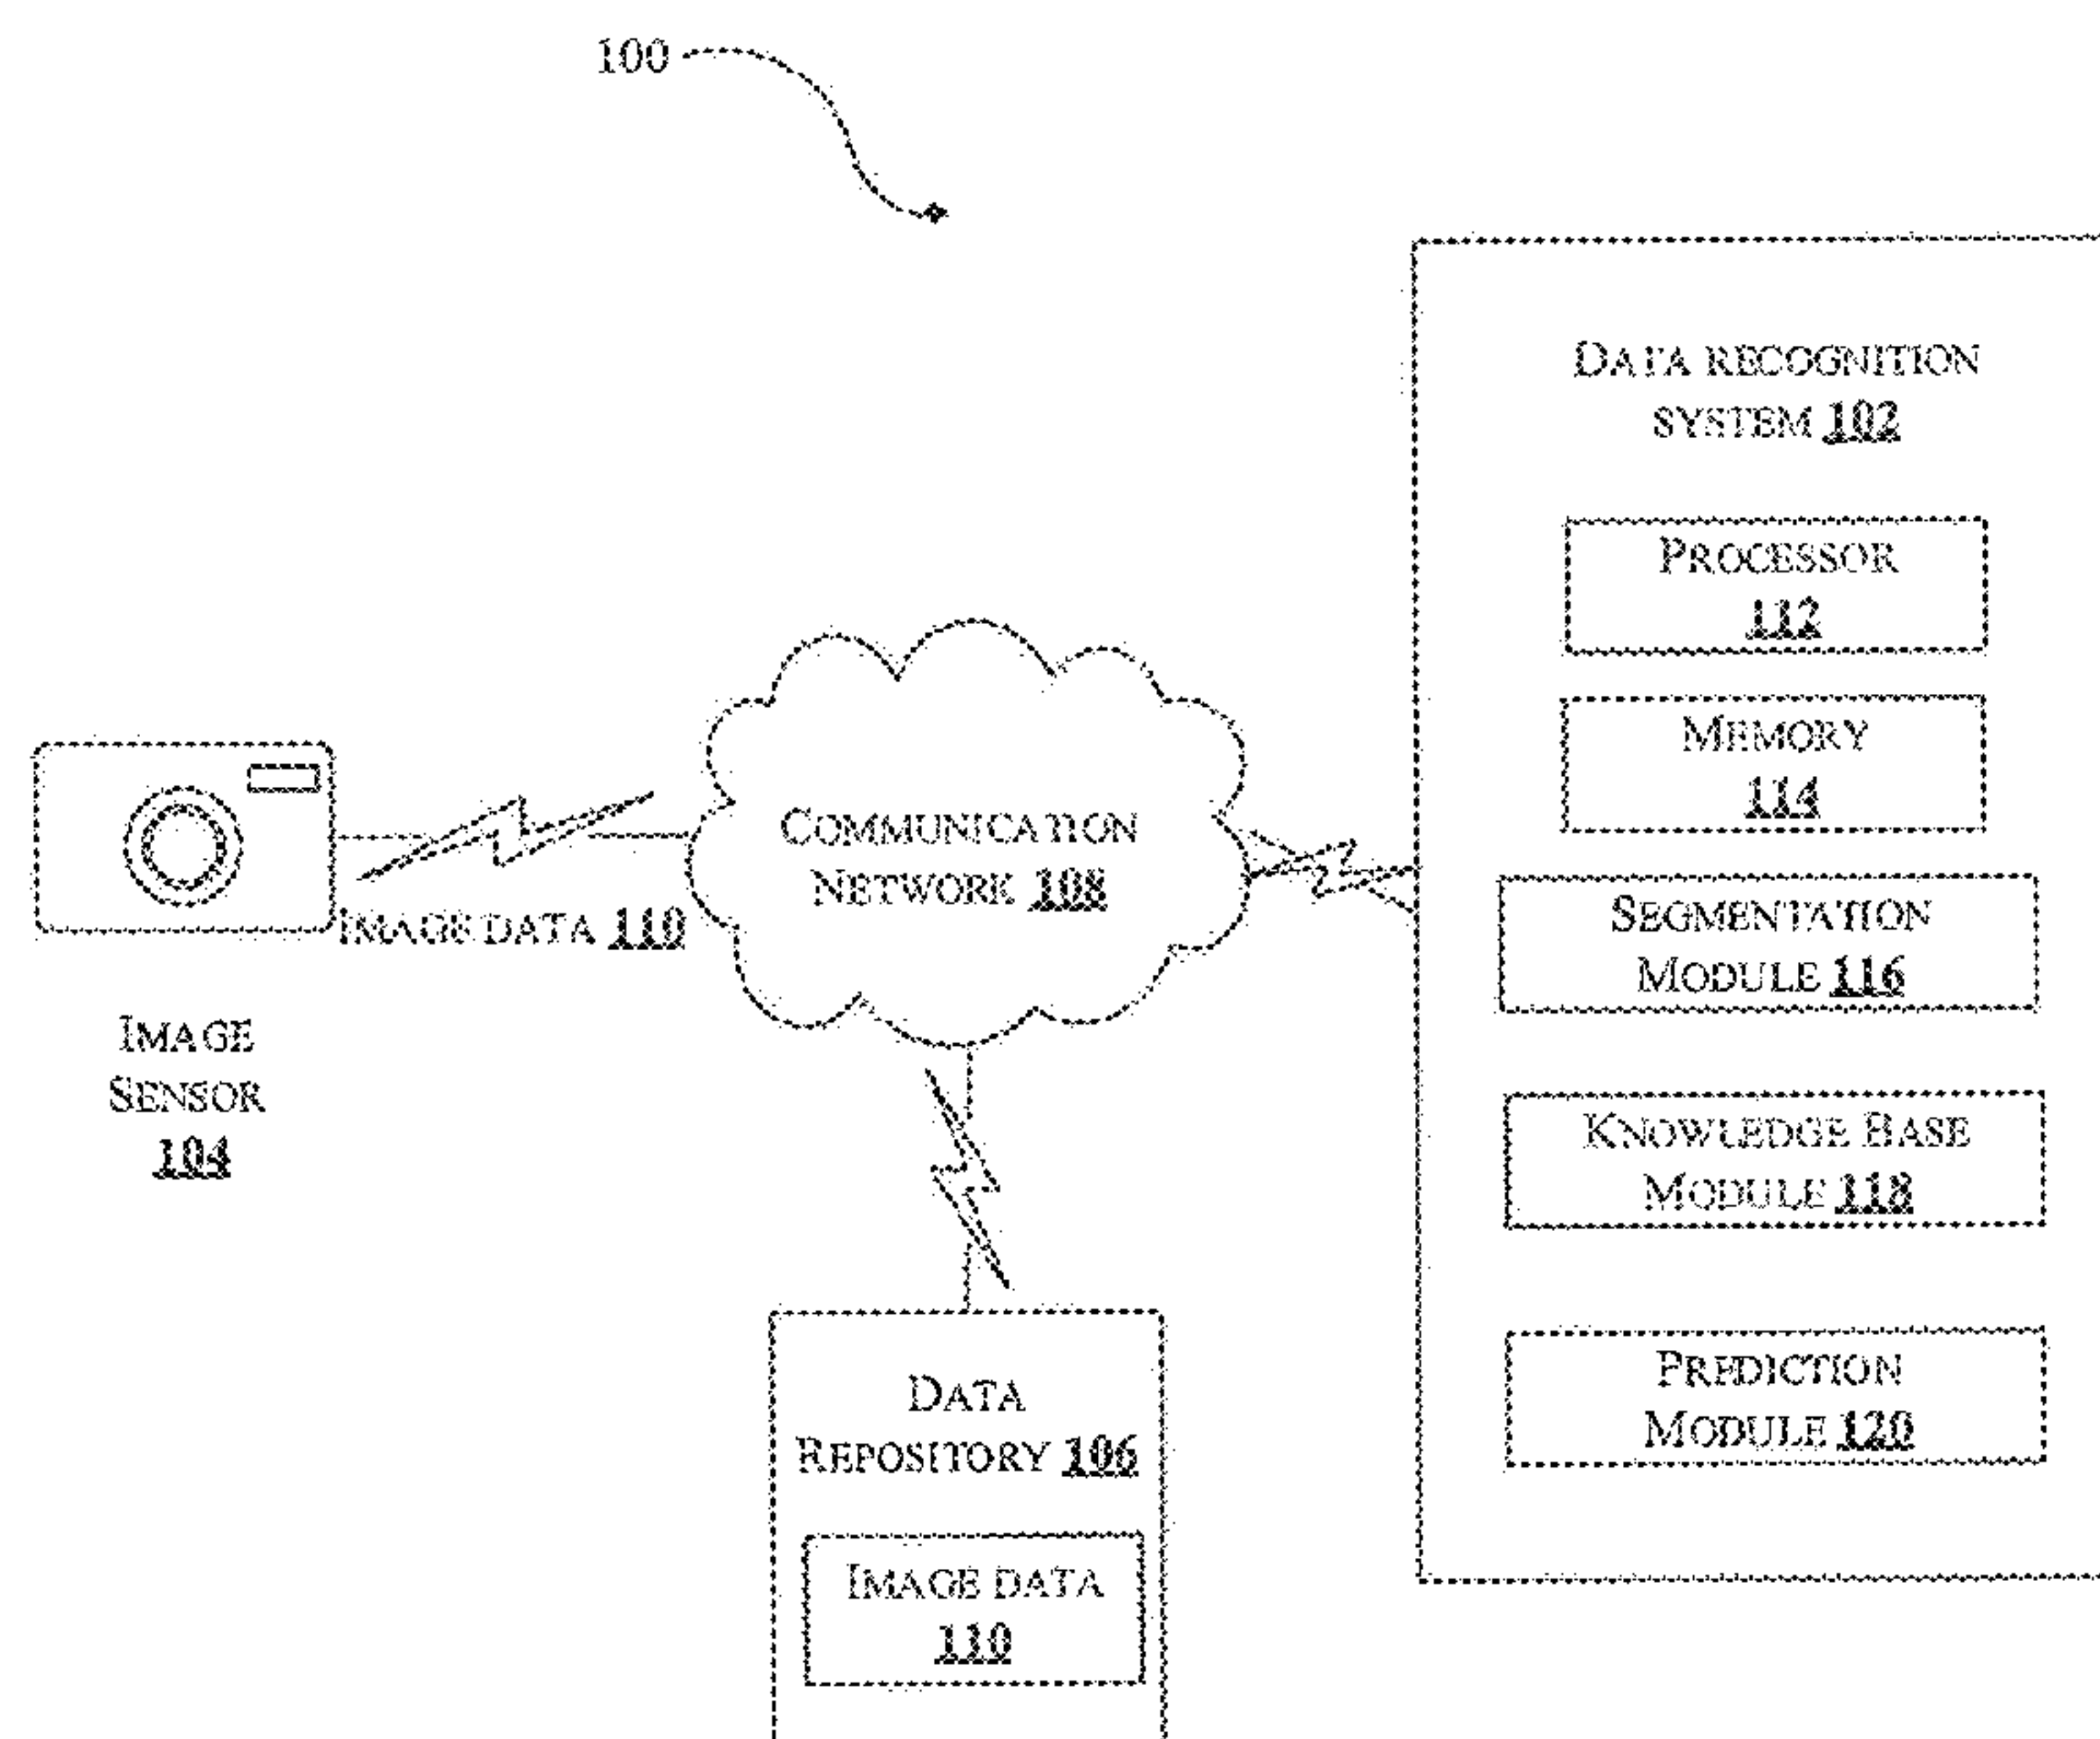 100
DATA RECOGNITION
SYSTEM 102
PROCESSOR
112
MEMORY
114
SEGMENTATION
MODULE 116
KNOWLEDGE BASE
MODULE 118
PREDICTION
MODULE 120
COMMUNICATION
NETWORK 108
IMAGE DATA 110
IMAGE
SENSOR
104
DATA
REPOSITORY 106
IMAGE DATA
110